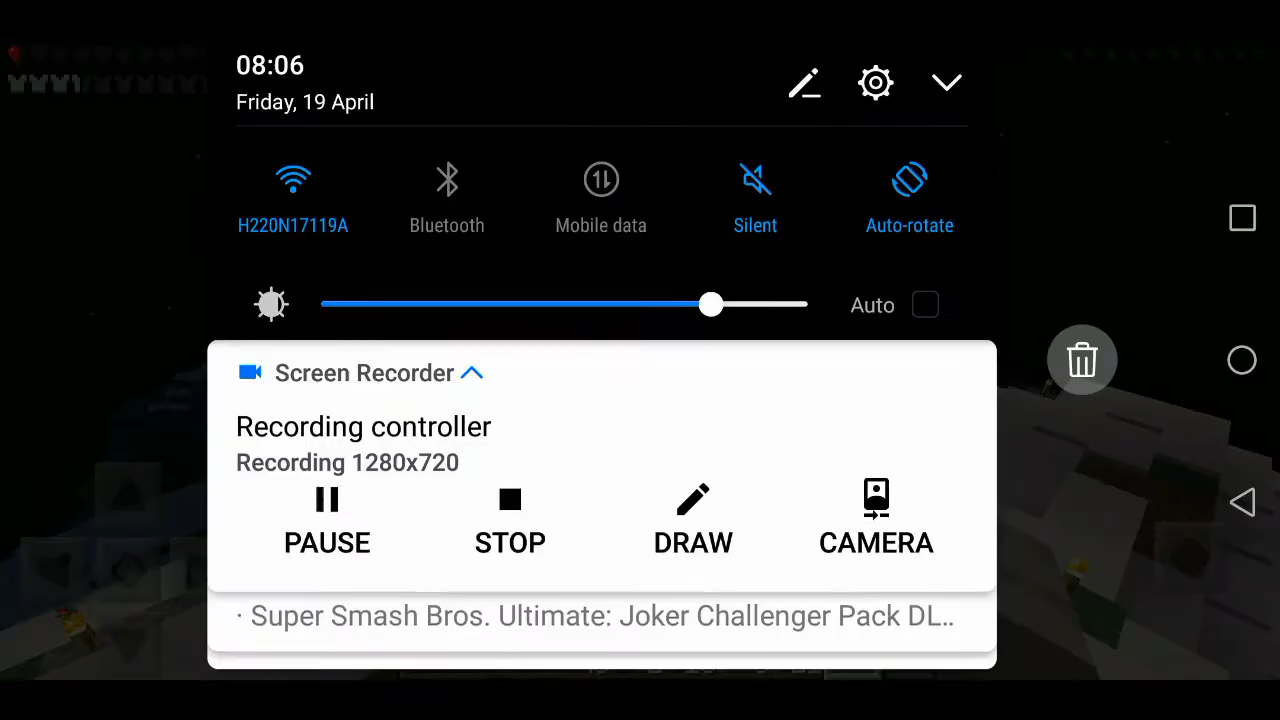 08:06
Friday, 19 April
H220N17119A
Bluetooth
Mobile data
Silent
Auto-rotate
Auto
Screen Recorder
Recording controller
Recording 1280x720
PAUSE
STOP
DRAW
CAMERA
· Super Smash Bros. Ultimate: Joker Challenger Pack DL..